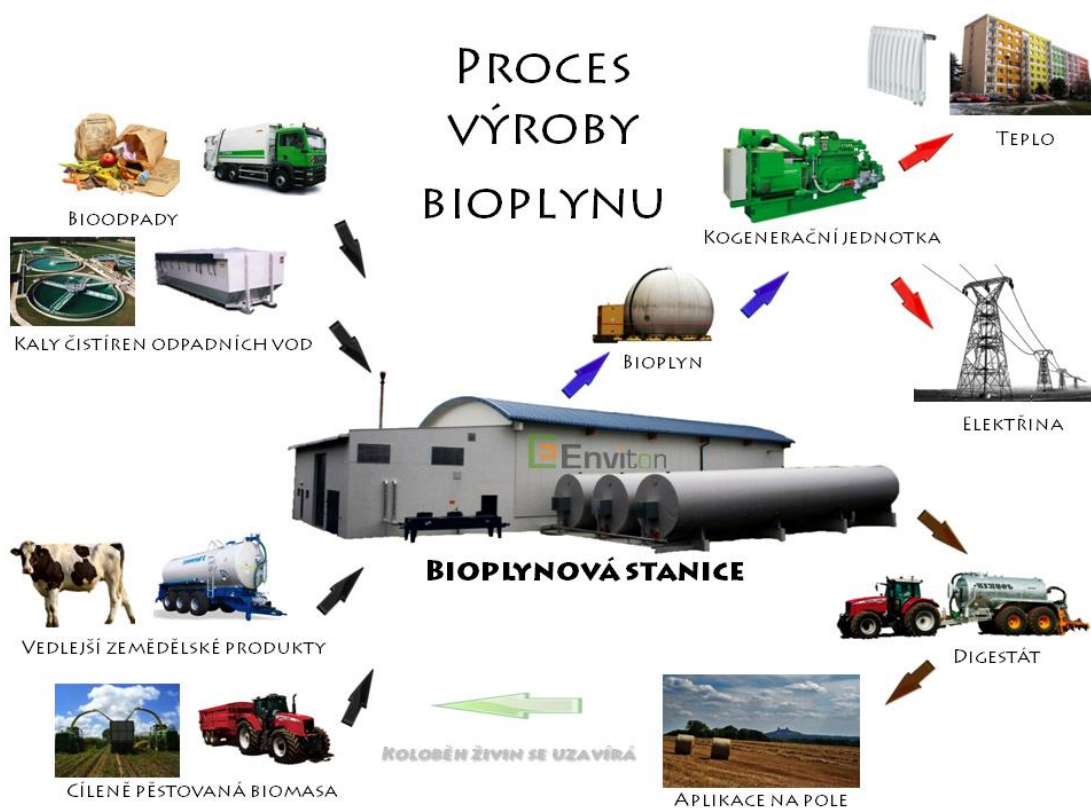 Proces
výroby
bioplynu
Teplo
Bioodpady
Kogenerační jednotka
Kaly čistíren odpadních vod
Bioplyn
Elektřina
Enviton
Bioplynová stanice
Vedlejší zemědělské produkty
Digestát
Koloběh živin se uzavírá
Cíleně pěstovaná biomasa
Aplikace na pole